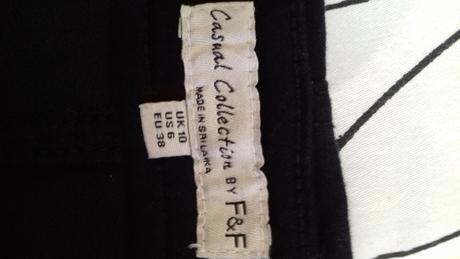 Casual Collection BY F&F
MADE IN SRI LANKA
UK 10
US 6
EU 38